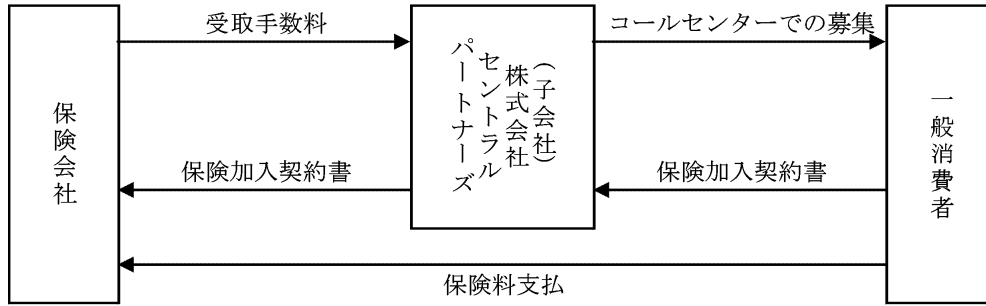 受取手数料
コールセンターでの募集
保険会社
（子会社）
株式会社
セントラル
パートナーズ
一般消費者
保険加入契約書
保険加入契約書
保険料支払